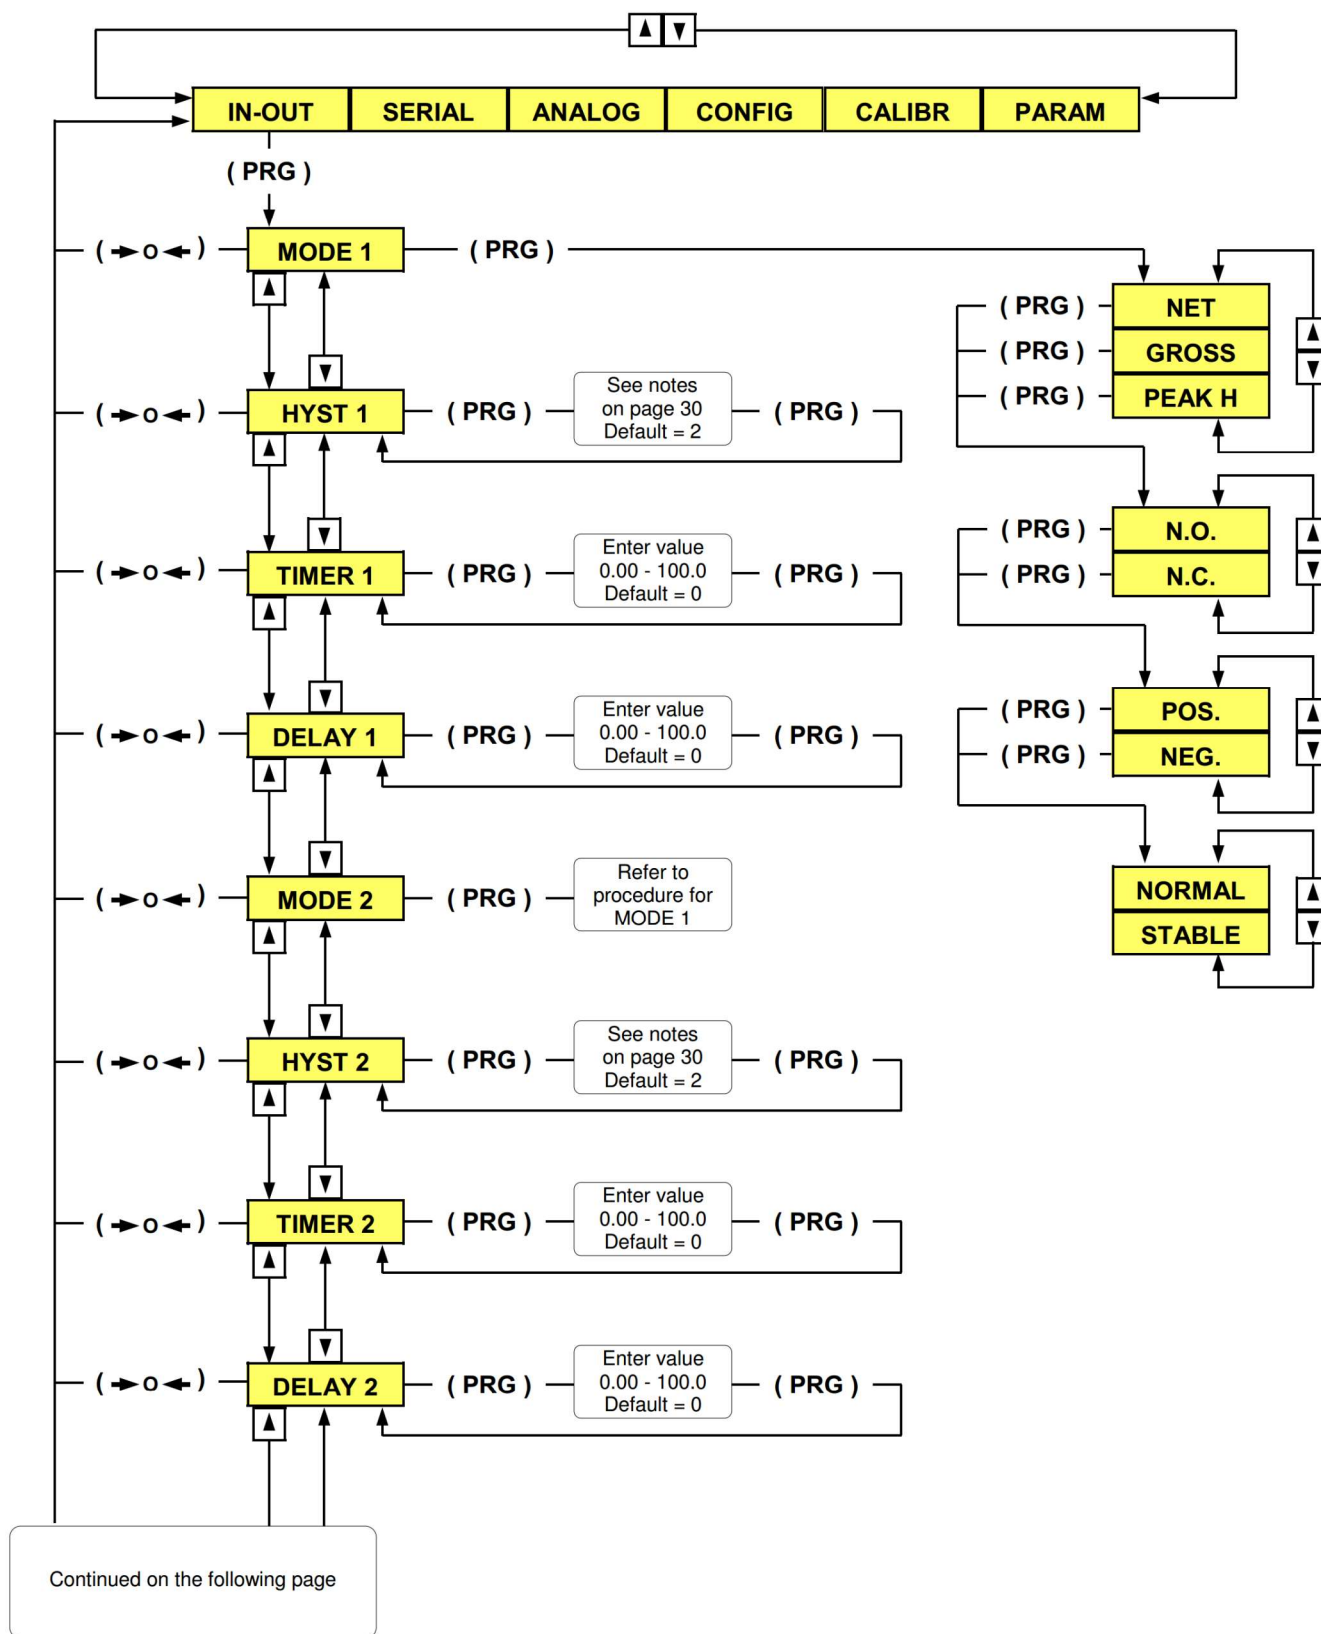 IN-OUT SERIAL ANALOG CONFIG CALIBR PARAM
( PRG )
( o ) MODE 1 ( PRG )
( PRG ) NET
( PRG ) GROSS
( PRG ) PEAK H
( o ) HYST 1 ( PRG ) See notes
on page 30
Default = 2 ( PRG )
( PRG ) N.O.
( PRG ) N.C.
( o ) TIMER 1 ( PRG ) Enter value
0.00 - 100.0
Default = 0 ( PRG )
( PRG ) POS.
( PRG ) NEG.
( o ) DELAY 1 ( PRG ) Enter value
0.00 - 100.0
Default = 0 ( PRG )
NORMAL
STABLE
( o ) MODE 2 ( PRG ) Refer to
procedure for
MODE 1
( o ) HYST 2 ( PRG ) See notes
on page 30
Default = 2 ( PRG )
( o ) TIMER 2 ( PRG ) Enter value
0.00 - 100.0
Default = 0 ( PRG )
( o ) DELAY 2 ( PRG ) Enter value
0.00 - 100.0
Default = 0 ( PRG )
Continued on the following page